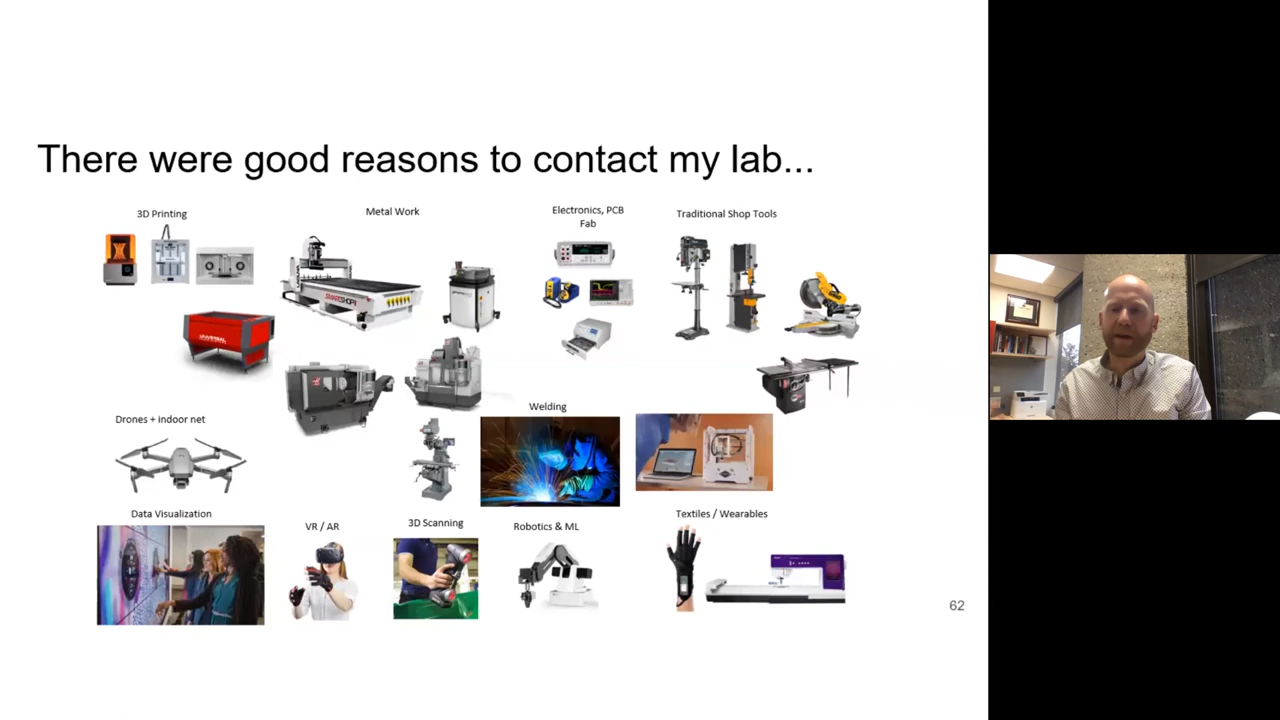 There were good reasons to contact my lab...
3D Printing
Metal Work
Electronics, PCB
Fab
Traditional Shop Tools
UNIVERSAL
Drones + indoor net
Welding
Data Visualization
VR / AR
3D Scanning
Robotics & ML
Textiles / Wearables
62